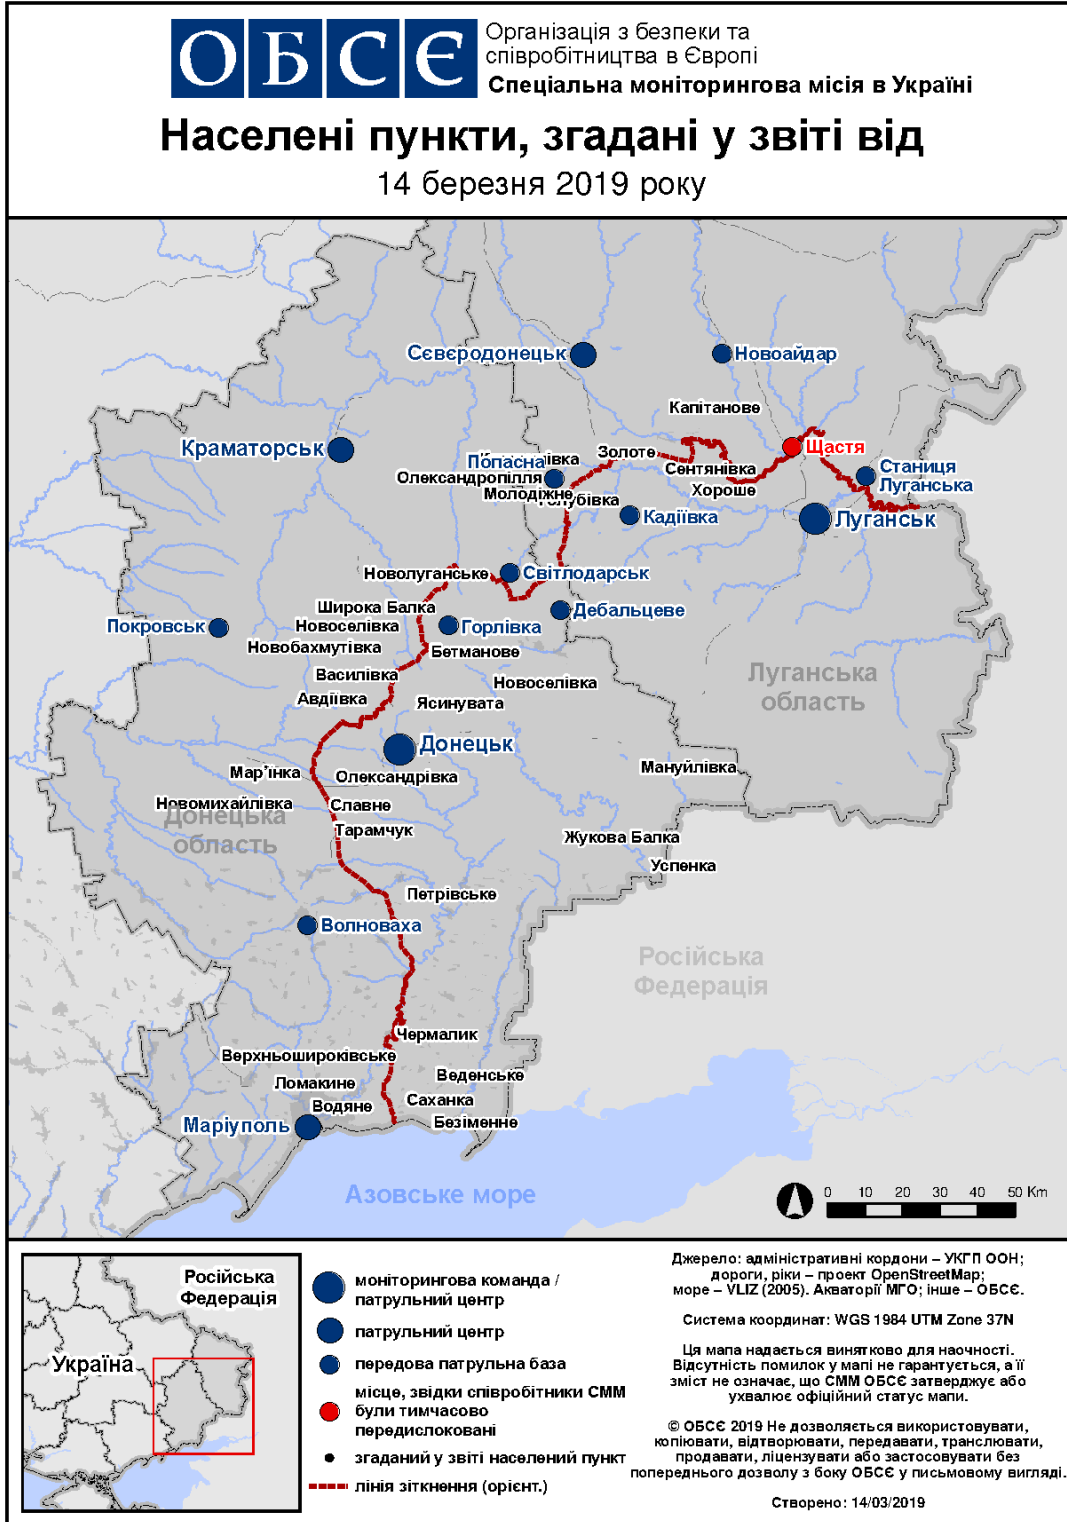 ОБСЄ
Організація з безпеки та
співробітництва в Європі
Спеціальна моніторингова місія в Україні
Населені пункти, згадані у звіті від
14 березня 2019 року
Сєвєродонецьк
Новоайдар
Капітанове
Краматорськ
Щастя
Золоте
Попасна
Сентянівка
Станиця
Луганська
Олександропілля
Хороше
Молодіжне
Кадіївка
Луганськ
Новолуганське
Світлодарськ
Широка Балка
Дебальцеве
Новоселівка
Горлівка
Покровськ
Новобахмутівка
Бетманове
Василівка
Новоселівка
Луганська
область
Авдіївка
Ясинувата
Донецьк
Мар'їнка
Олександрівка
Мануйлівка
Новомихайлівка
Славне
Донецька
область
Тарамчук
Жукова Балка
Успенка
Петрівське
Волноваха
Російська
Федерація
Чермалик
Верхньошироківське
Веденське
Ломакине
Саханка
Водяне
Безіменне
Маріуполь
Азовське море
0 10 20 30 40 50 Km
Російська
Федерація
Україна
моніторингова команда /
патрульний центр
патрульний центр
передова патрульна база
місце, звідки співробітники СММ
були тимчасово
передислоковані
згаданий у звіті населений пункт
лінія зіткнення (орієнт.)
Джерело: адміністративні кордони – УКГП ООН;
дороги, ріки – проект OpenStreetMap;
море – VLIZ (2005). Акваторії МГО; інше – ОБСЄ.
Система координат: WGS 1984 UTM Zone 37N
Ця мапа надається винятково для наочності.
Відсутність помилок у мапі не гарантується, а її
зміст не означає, що СММ ОБСЄ затверджує або
ухвалює офіційний статус мапи.
© ОБСЄ 2019 Не дозволяється використовувати,
копіювати, відтворювати, передавати, транслювати,
продавати, ліцензувати або застосовувати без
попереднього дозволу з боку ОБСЄ у письмовому вигляді.
Створено: 14/03/2019